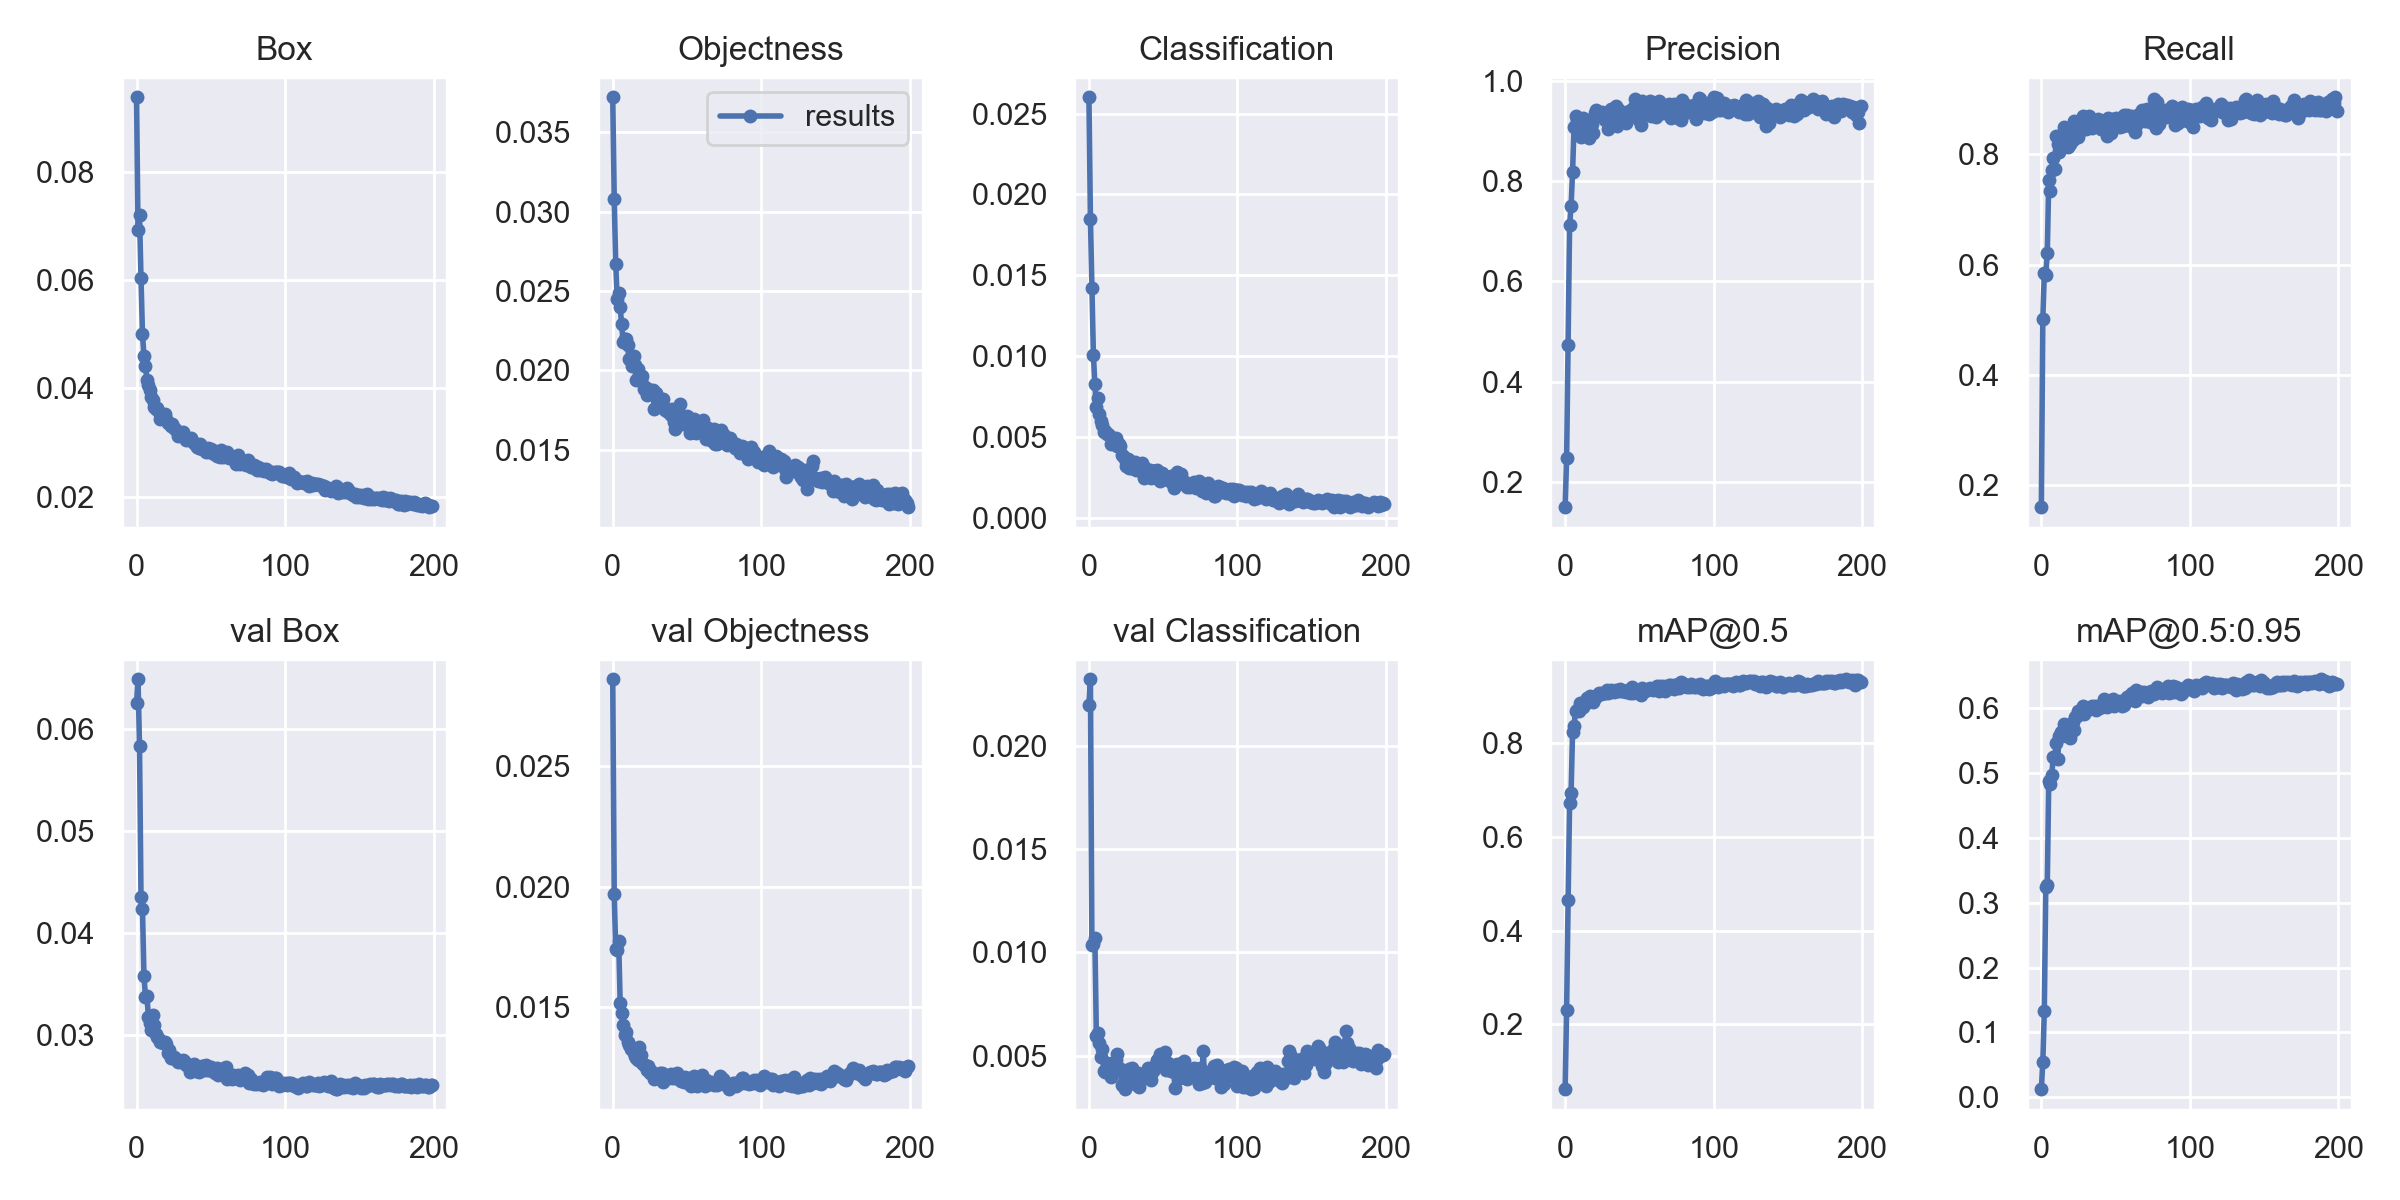 Box
0.08
0.06
0.04
0.02
0 100 200
Objectness
results
0.035
0.030
0.025
0.020
0.015
0 100 200
Classification
0.025
0.020
0.015
0.010
0.005
0.000
0 100 200
Precision
1.0
0.8
0.6
0.4
0.2
0 100 200
Recall
0.8
0.6
0.4
0.2
0 100 200
val Box
0.06
0.05
0.04
0.03
0 100 200
val Objectness
0.025
0.020
0.015
0 100 200
val Classification
0.020
0.015
0.010
0.005
0 100 200
mAP@0.5
0.8
0.6
0.4
0.2
0 100 200
mAP@0.5:0.95
0.6
0.5
0.4
0.3
0.2
0.1
0.0
0 100 200